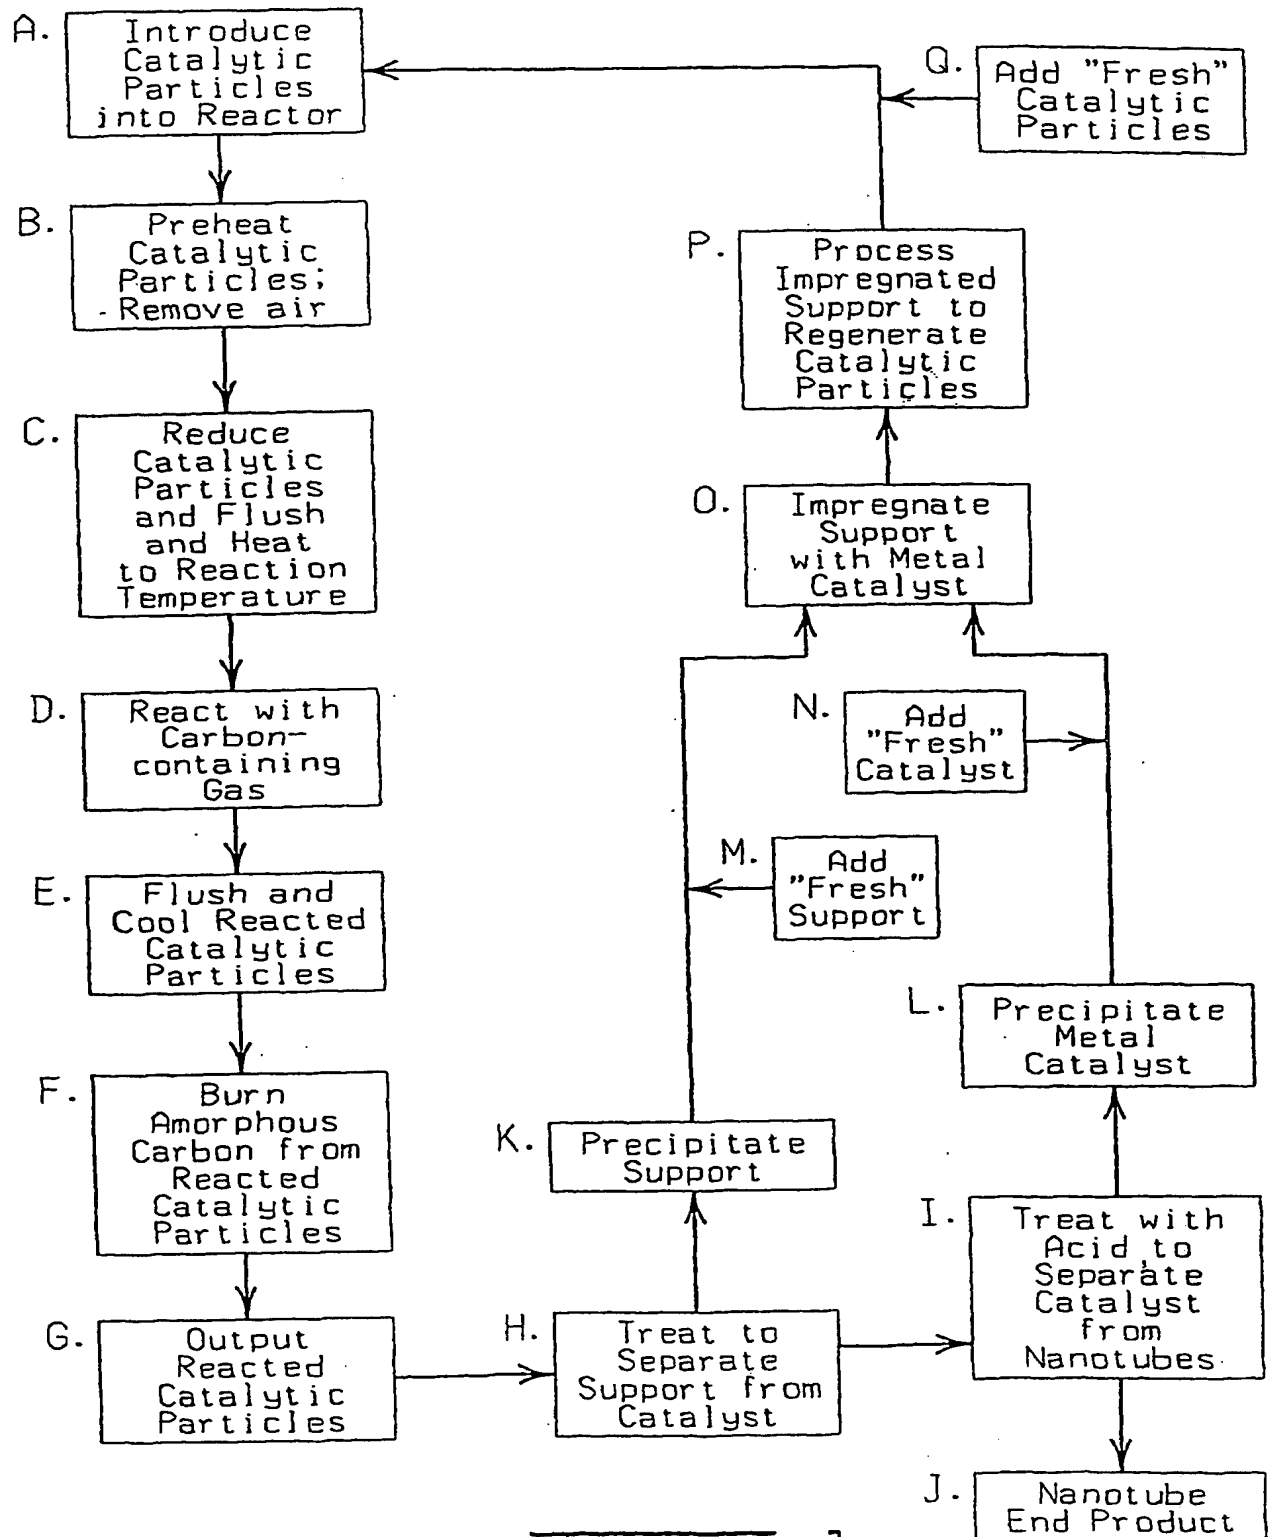 A.
Introduce
Catalytic
Particles
into Reactor
B.
Preheat
Catalytic
Particles;
Remove air
C.
Reduce
Catalytic
Particles
and Flush
and Heat
to Reaction
Temperature
D.
React with
Carbon-
containing
Gas
E.
Flush and
Cool Reacted
Catalytic
Particles
F.
Burn
Amorphous
Carbon from
Reacted
Catalytic
Particles
G.
Output
Reacted
Catalytic
Particles
H.
Treat to
Separate
Support from
Catalyst
I.
Treat with
Acid to
Separate
Catalyst
from
Nanotubes
J.
Nanotube
End Product
K.
Precipitate
Support
L.
Precipitate
Metal
Catalyst
M.
Add
"Fresh"
Support
N.
Add
"Fresh"
Catalyst
O.
Impregnate
Support
with Metal
Catalyst
P.
Process
Impregnated
Support to
Regenerate
Catalytic
Particles
Q.
Add "Fresh"
Catalytic
Particles